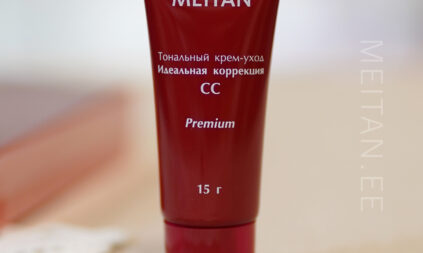 MEITAN
Тональный крем-уход
Идеальная коррекция
CC
Premium
15 г
MEITAN.EE